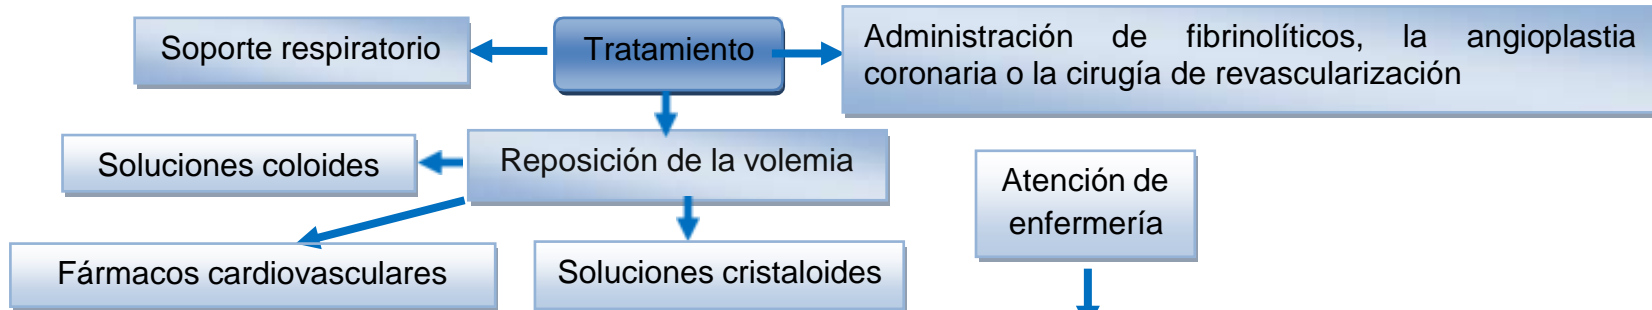 Soporte respiratorio
Tratamiento
Administración de fibrinolíticos, la angioplastia
coronaria o la cirugía de revascularización
Soluciones coloides
Reposición de la volemia
Atención de
enfermería
Fármacos cardiovasculares
Soluciones cristaloides